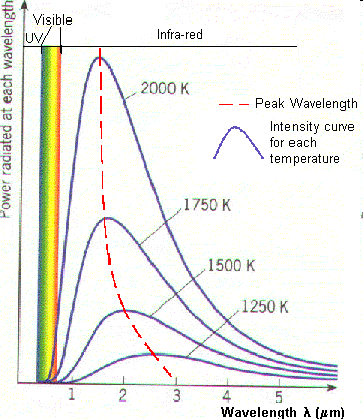 Visible
UV
Infra-red
Power radiated at each wavelength
2000 K
Peak Wavelength
Intensity curve
for each
temperature
1750 K
1500 K
1250 K
1 2 3 4 5
Wavelength λ (μm)